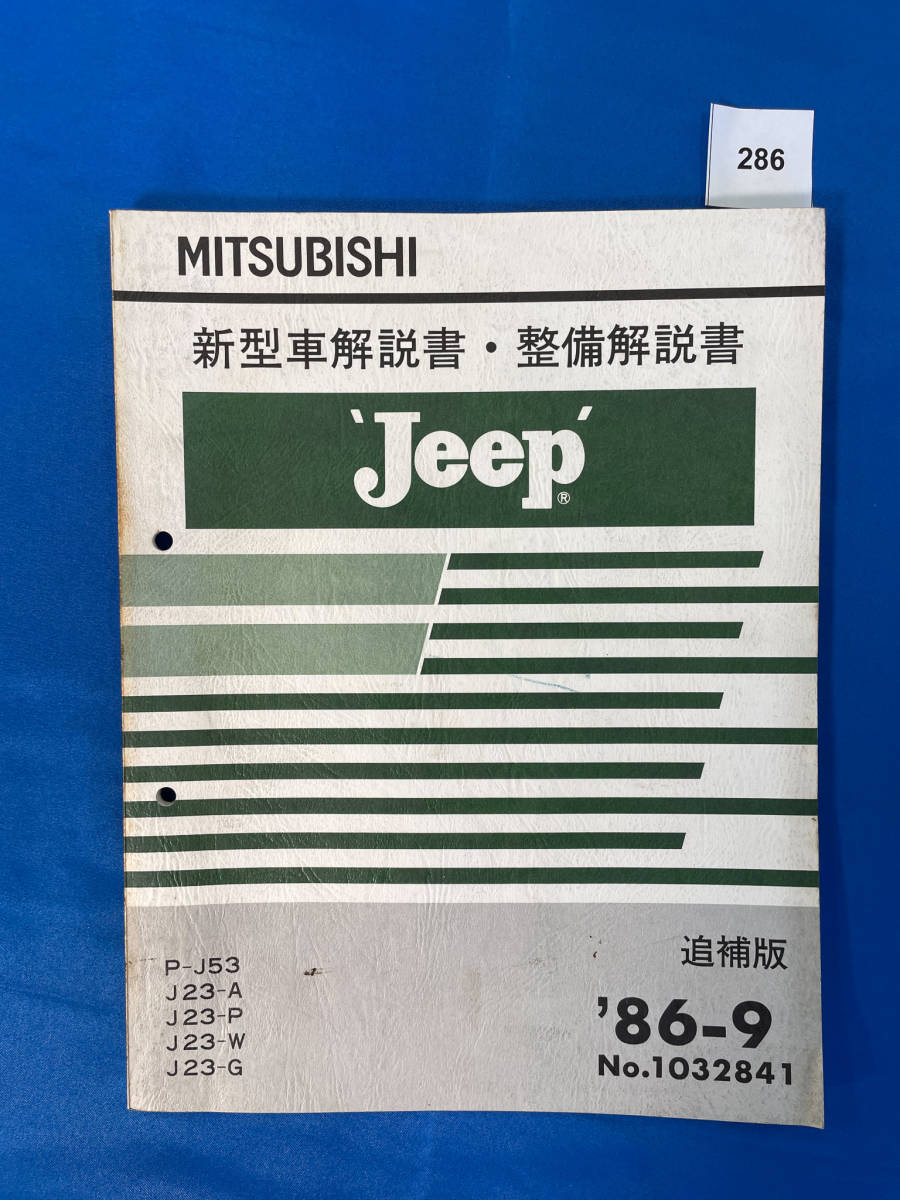 286
MITSUBISHI
新型車解説書・整備解説書
'Jeep'®
P-J53
J23-A
J23-P
J23-W
J23-G
追補版
'86-9
No.1032841